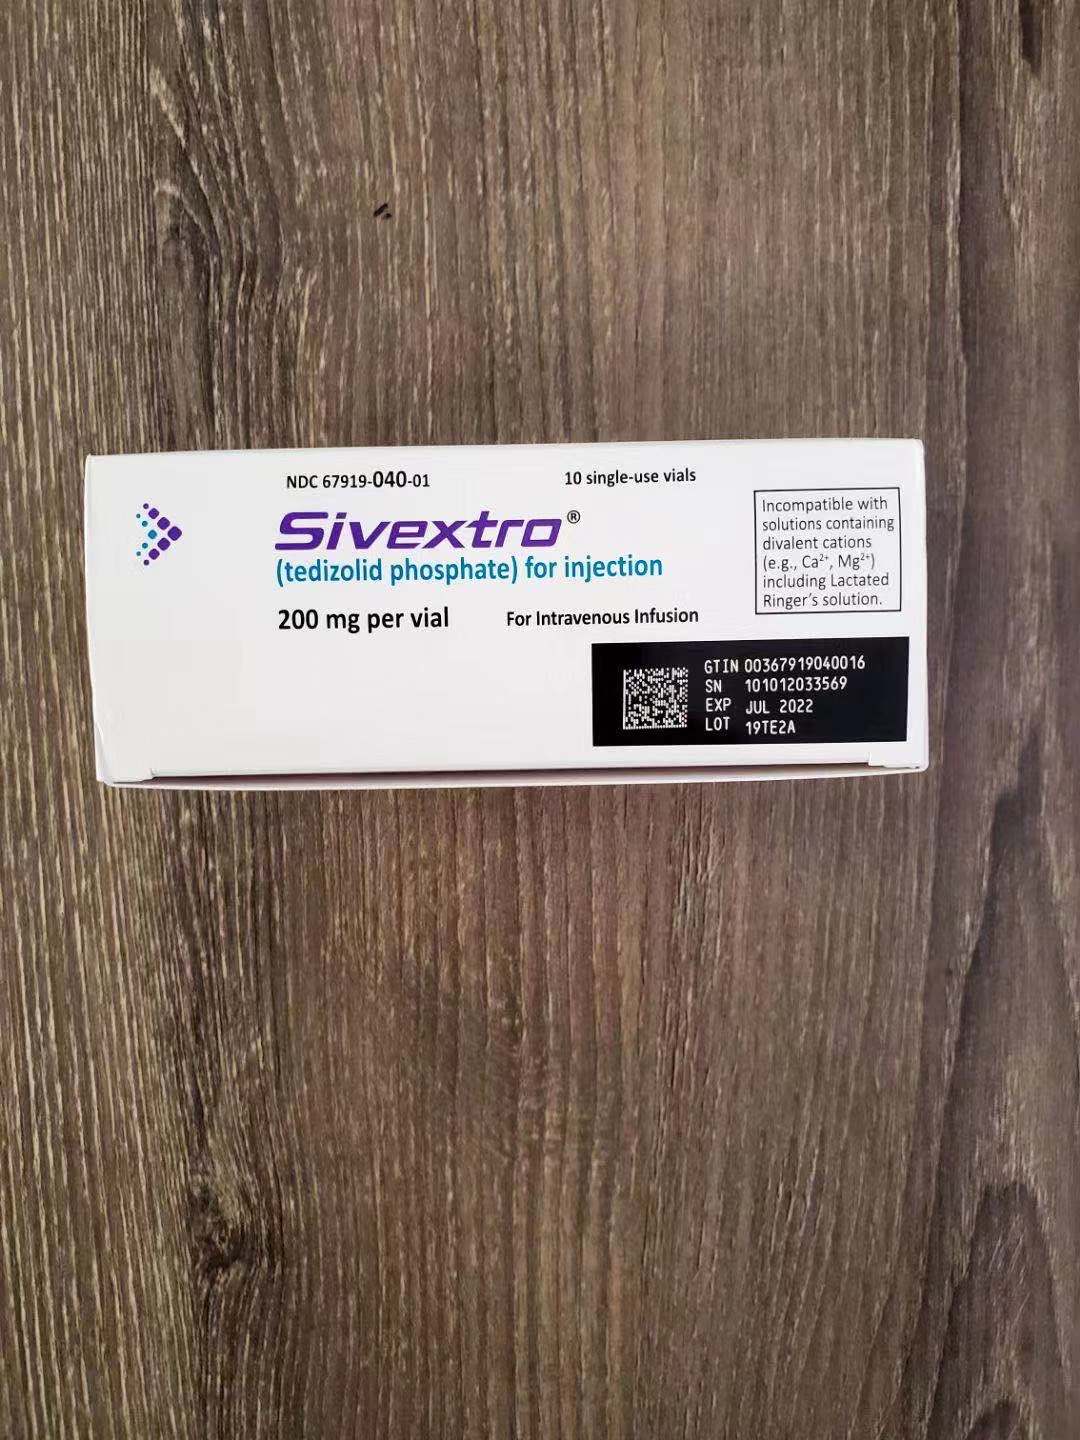 NDC 67919-040-01
10 single-use vials
Sivextro®
(tedizolid phosphate) for injection
200 mg per vial
For Intravenous Infusion
Incompatible with
solutions containing
divalent cations
(e.g., Ca²⁺, Mg²⁺)
including Lactated
Ringer's solution.
GTIN 00367919040016
SN 101012033569
EXP JUL 2022
LOT 19TE2A